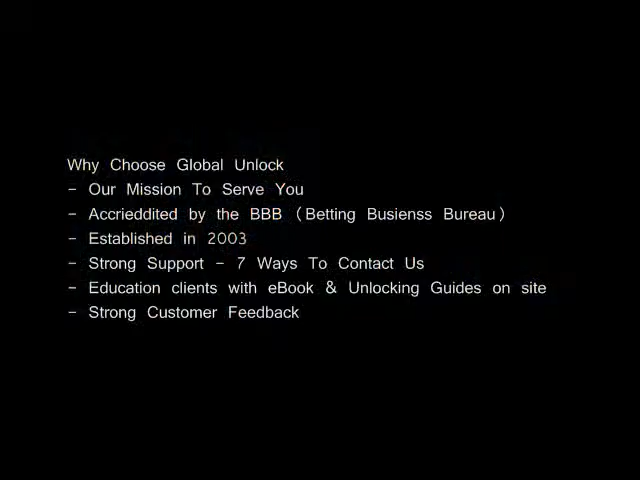 Why Choose Global Unlock
- Our Mission To Serve You
- Accrieddited by the BBB (Betting Busienss Bureau)
- Established in 2003
- Strong Support - 7 Ways To Contact Us
- Education clients with eBook & Unlocking Guides on site
- Strong Customer Feedback